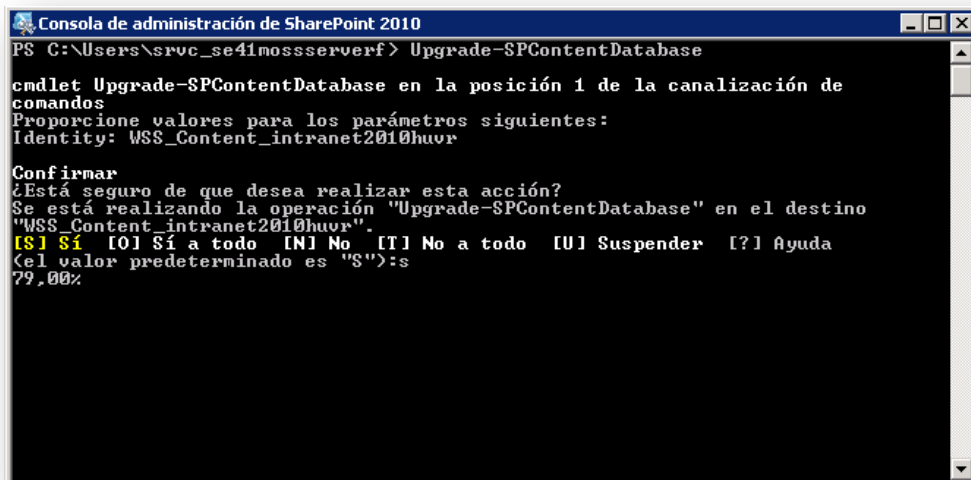 Consola de administración de SharePoint 2010
PS C:\Users\srvc_se41mossserverf> Upgrade-SPContentDatabase
cmdlet Upgrade-SPContentDatabase en la posición 1 de la canalización de
comandos
Proporcione valores para los parámetros siguientes:
Identity: WSS_Content_intranet2010huvr
Confirmar
¿Está seguro de que desea realizar esta acción?
Se está realizando la operación "Upgrade-SPContentDatabase" en el destino
"WSS_Content_intranet2010huvr".
[S] Sí  [O] Sí a todo  [N] No  [T] No a todo  [U] Suspender  [?] Ayuda
(el valor predeterminado es "S"):s
79,00%